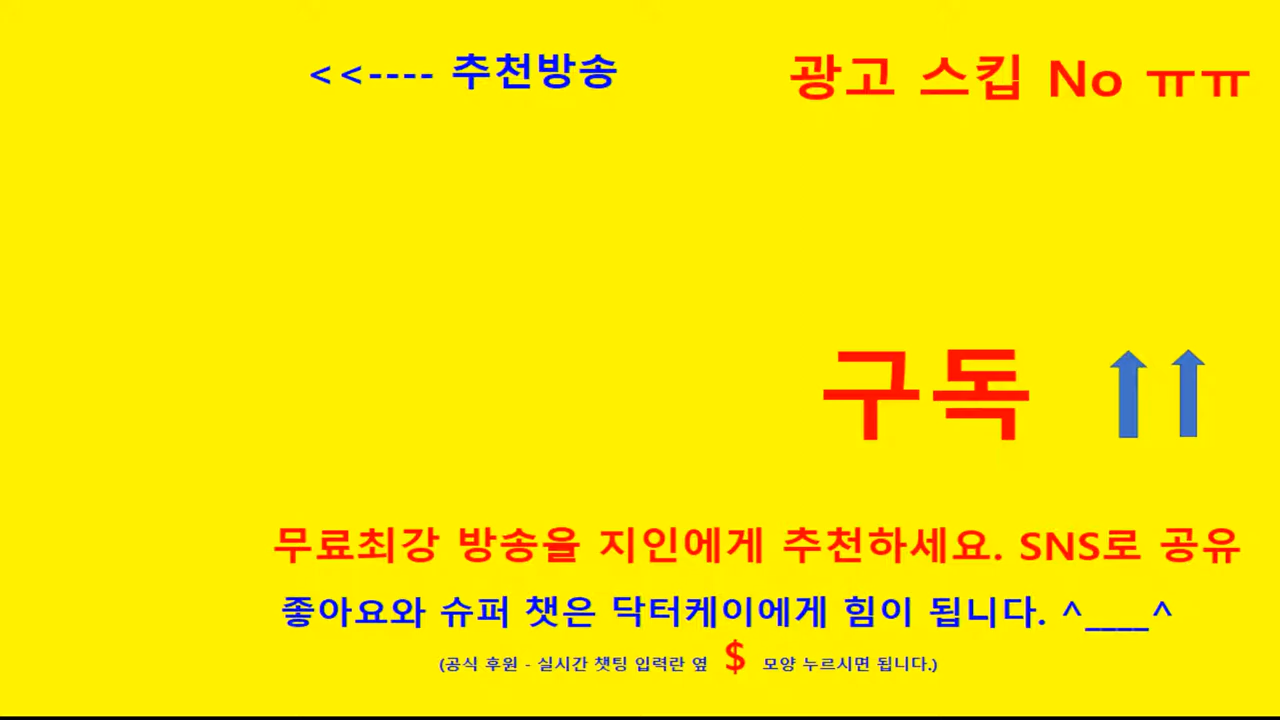 <<---- 추천방송
광고 스킵 No ㅠㅠ
구독
무료최강 방송을 지인에게 추천하세요. SNS로 공유
좋아요와 슈퍼 챗은 닥터케이에게 힘이 됩니다. ^____^
(공식 후원 - 실시간 챗팅 입력란 옆 $ 모양 누르시면 됩니다.)